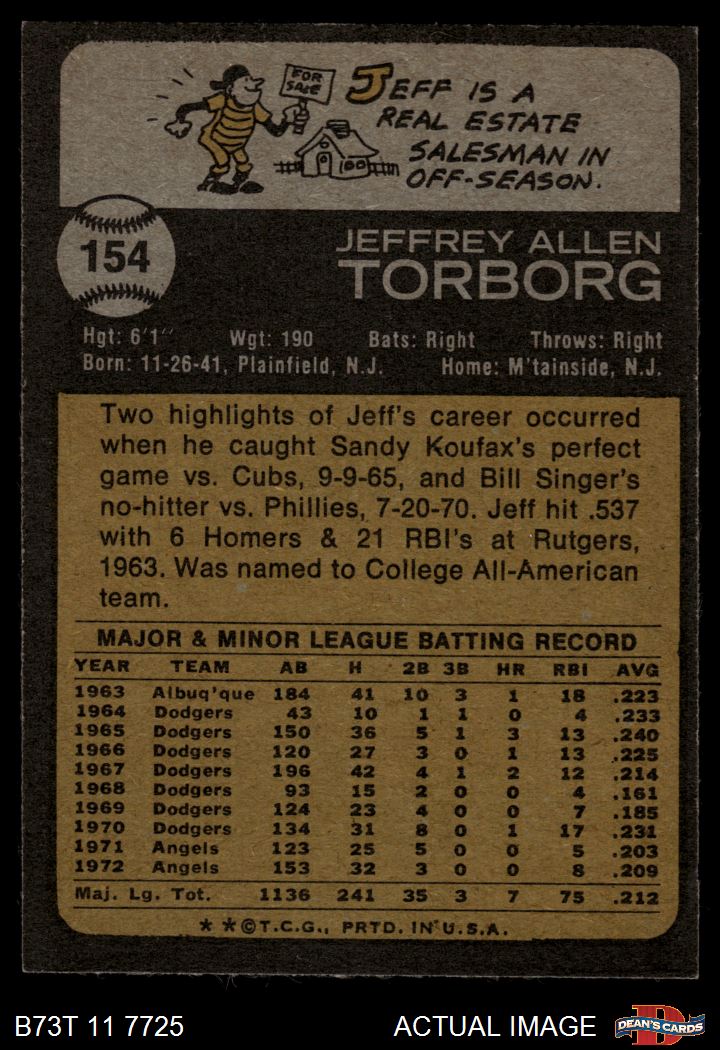 FOR
SALE
JEFF IS A
REAL ESTATE
SALESMAN IN
OFF-SEASON.
154
JEFFREY ALLEN
TORBORG
Hgt: 6'1" Wgt: 190 Bats: Right Throws: Right
Born: 11-26-41, Plainfield, N.J. Home: M'tainside, N.J.
Two highlights of Jeff's career occurred
when he caught Sandy Koufax's perfect
game vs. Cubs, 9-9-65, and Bill Singer's
no-hitter vs. Phillies, 7-20-70. Jeff hit .537
with 6 Homers & 21 RBI's at Rutgers,
1963. Was named to College All-American
team.
MAJOR & MINOR LEAGUE BATTING RECORD
YEAR TEAM AB H 2B 3B HR RBI AVG
1963 Albuq'que 184 41 10 3 1 18 .223
1964 Dodgers 43 10 1 1 0 4 .233
1965 Dodgers 150 36 5 1 3 13 .240
1966 Dodgers 120 27 3 0 1 13 .225
1967 Dodgers 196 42 4 1 2 12 .214
1968 Dodgers 93 15 2 0 0 4 .161
1969 Dodgers 124 23 4 0 0 7 .185
1970 Dodgers 134 31 8 0 1 17 .231
1971 Angels 123 25 5 0 0 5 .203
1972 Angels 153 32 3 0 0 8 .209
Maj. Lg. Tot. 1136 241 35 3 7 75 .212
* *©T.C.G., PRTD. IN U.S.A.
B73T 11 7725 ACTUAL IMAGE DEAN'S CARDS